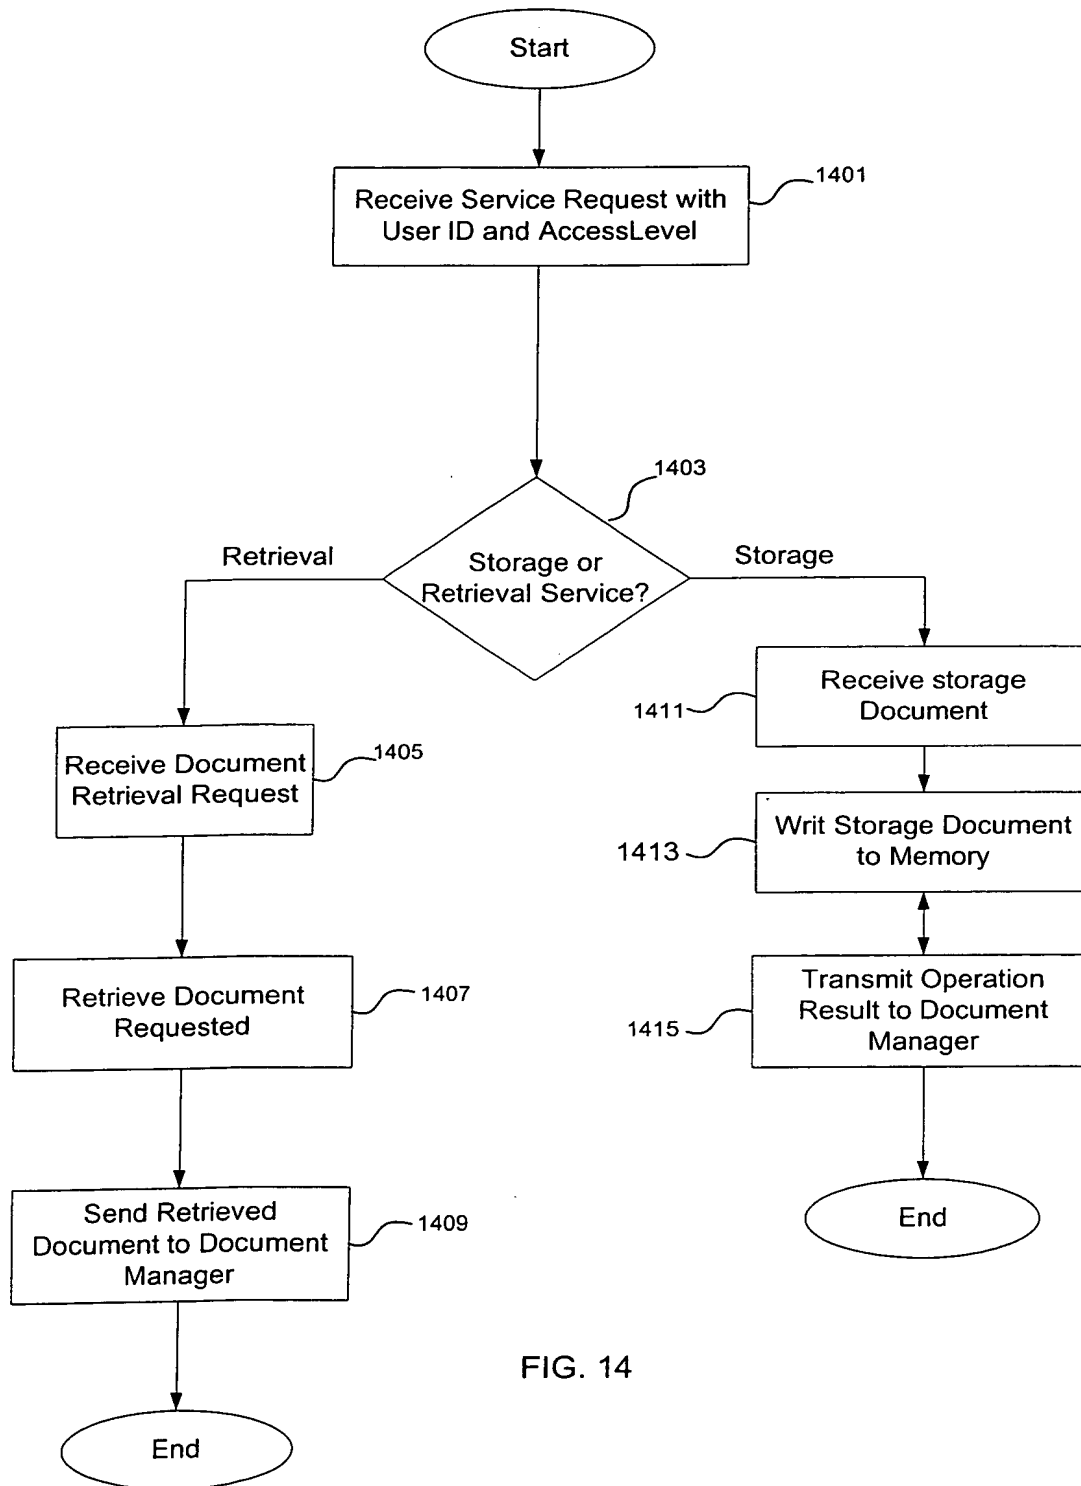 Start
Receive Service Request with
User ID and AccessLevel
1401
1403
Storage or
Retrieval Service?
Retrieval
Storage
Receive Document
Retrieval Request
1405
Retrieve Document
Requested
1407
Send Retrieved
Document to Document
Manager
1409
End
Receive storage
Document
1411
Writ Storage Document
to Memory
1413
Transmit Operation
Result to Document
Manager
1415
End
FIG. 14